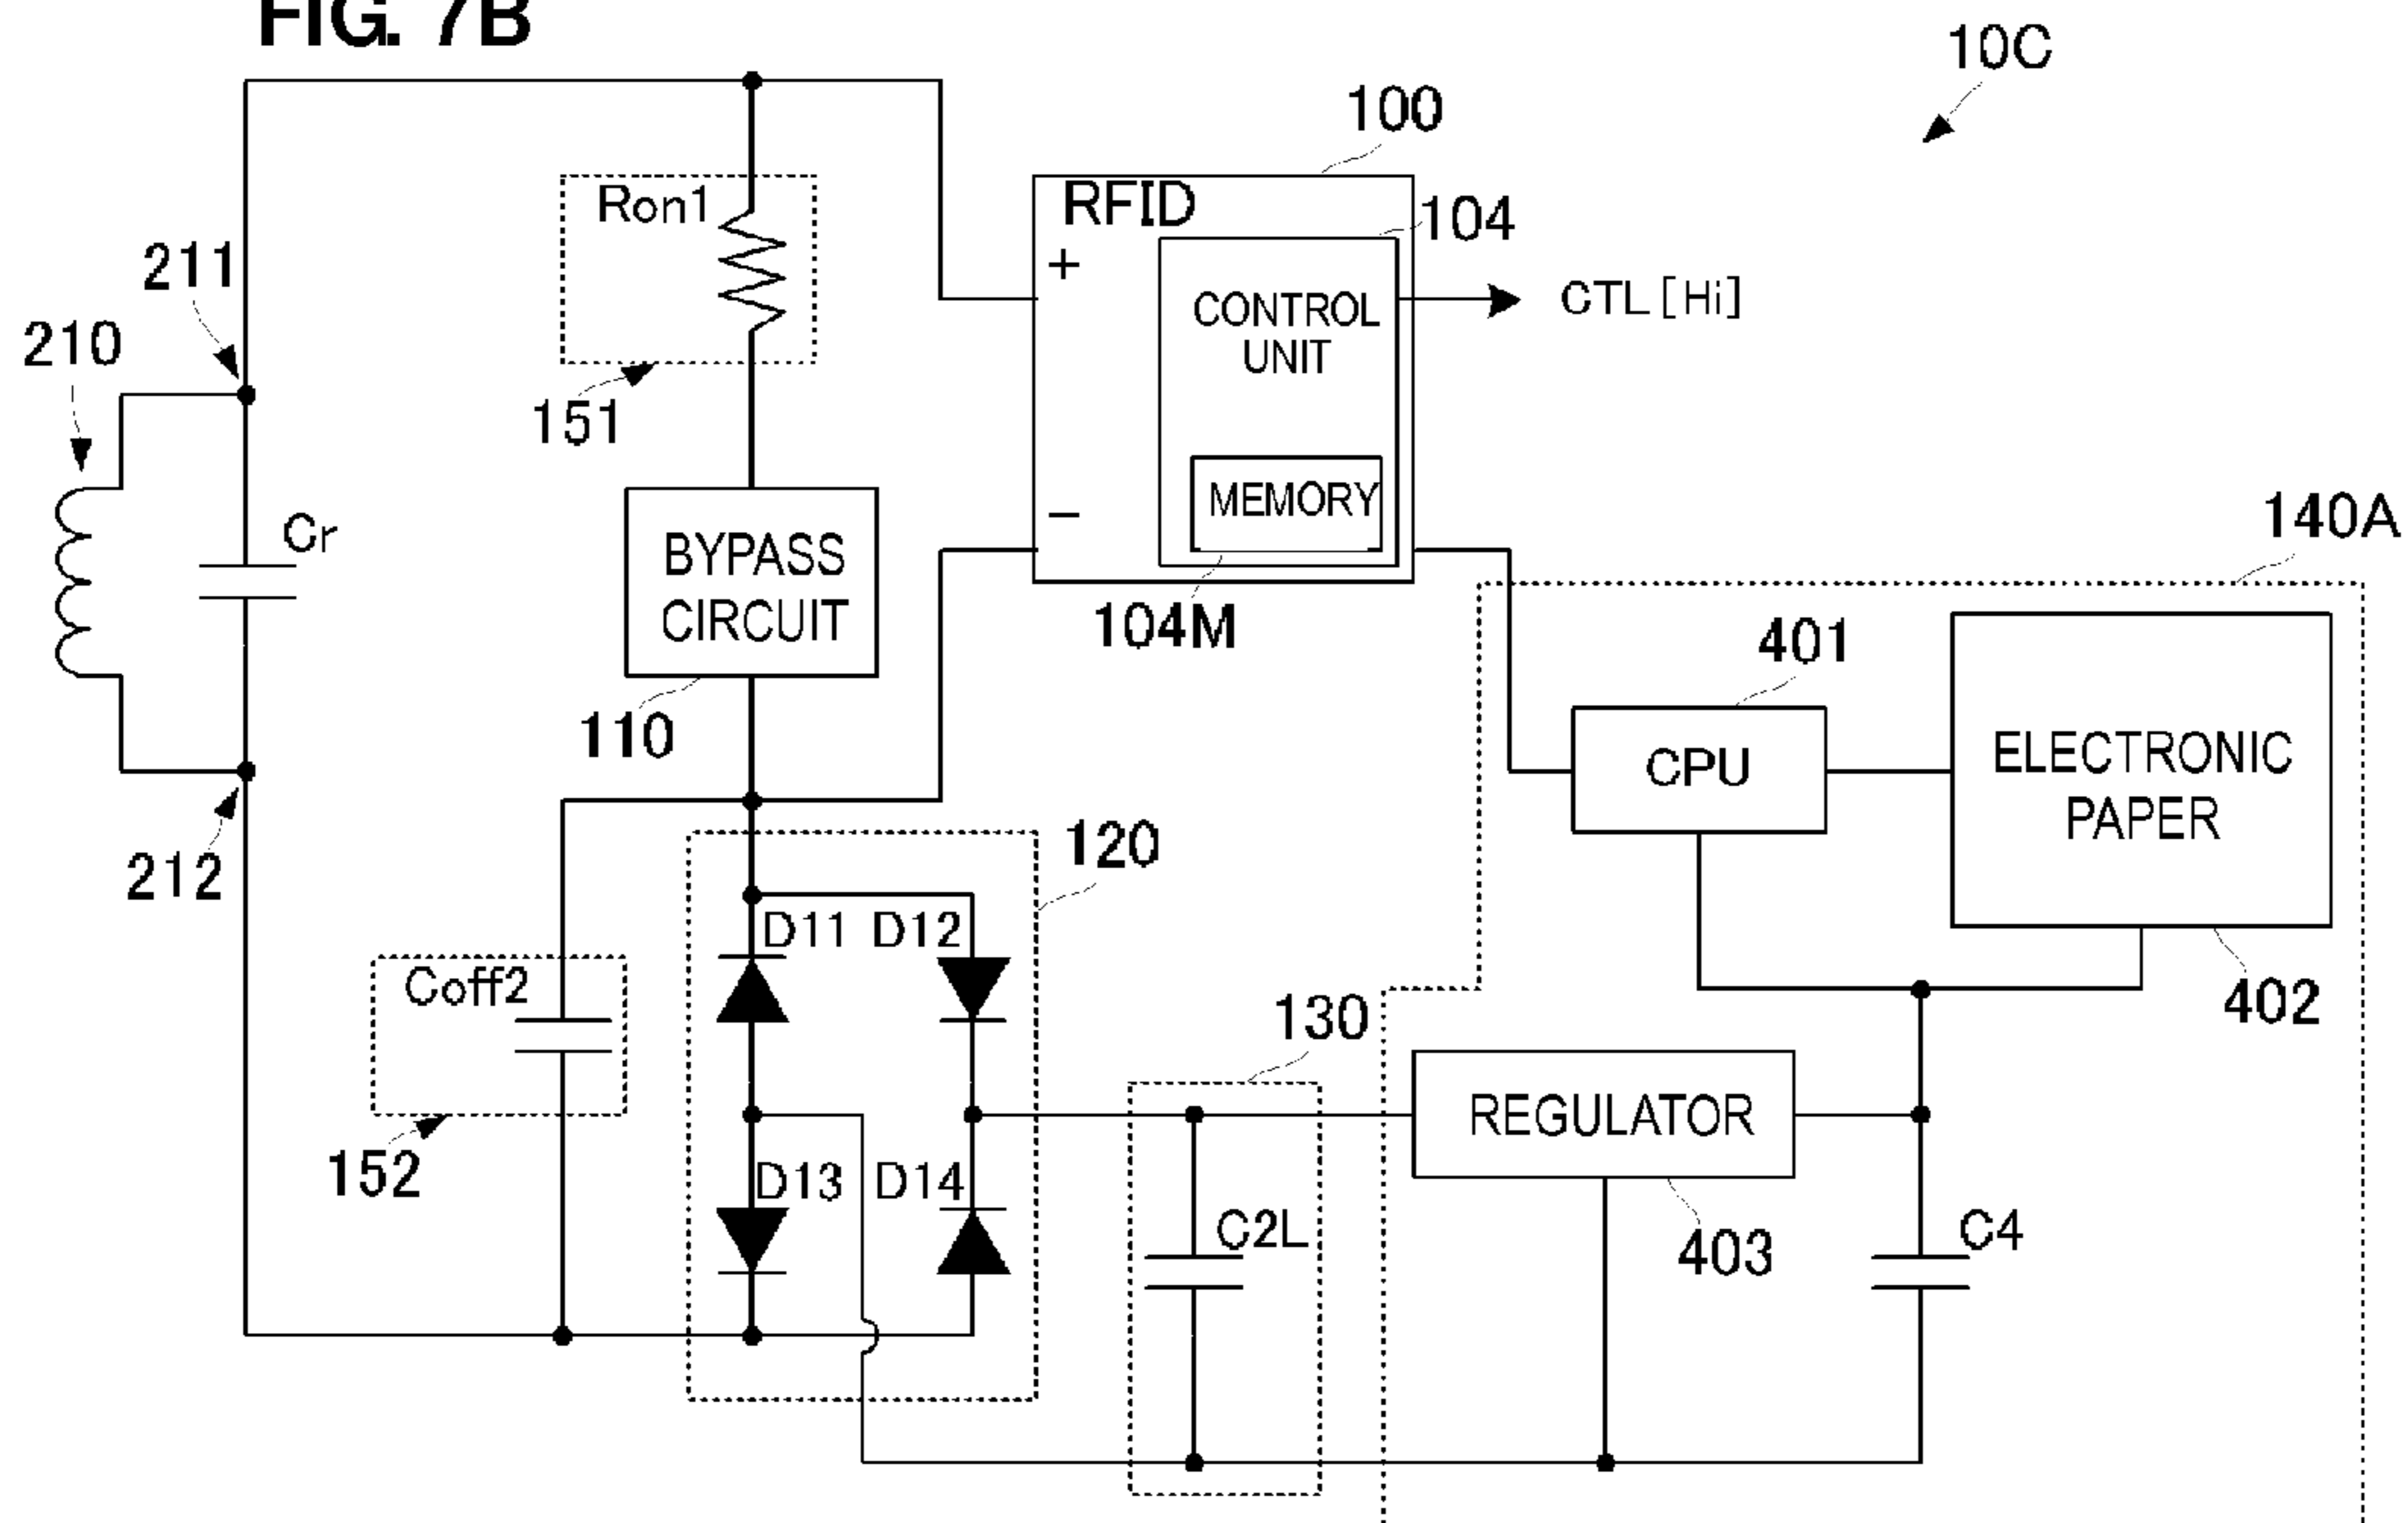 FIG. 7B
10C
100
RFID
104
+
Ron1
CONTROL
UNIT
CTL [Hi]
211
210
151
MEMORY
−
Cr
140A
BYPASS
CIRCUIT
104M
401
110
CPU
ELECTRONIC
PAPER
120
212
D11
D12
Coff2
130
402
REGULATOR
152
D13
D14
C2L
403
C4